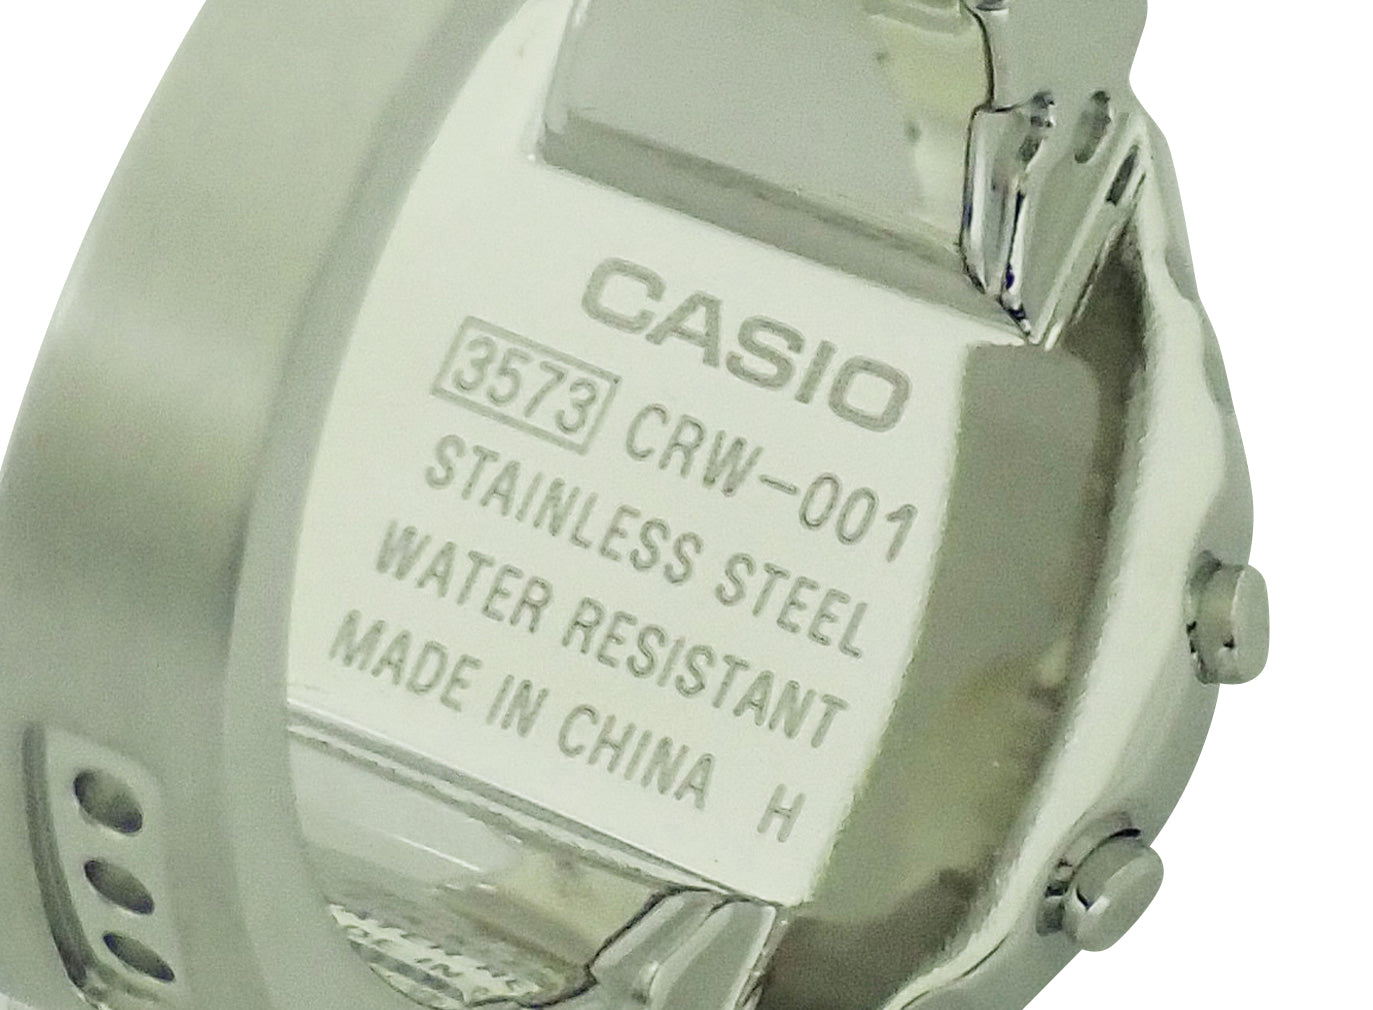 CASIO
3573 CRW-001
STAINLESS STEEL
WATER RESISTANT
MADE IN CHINA H